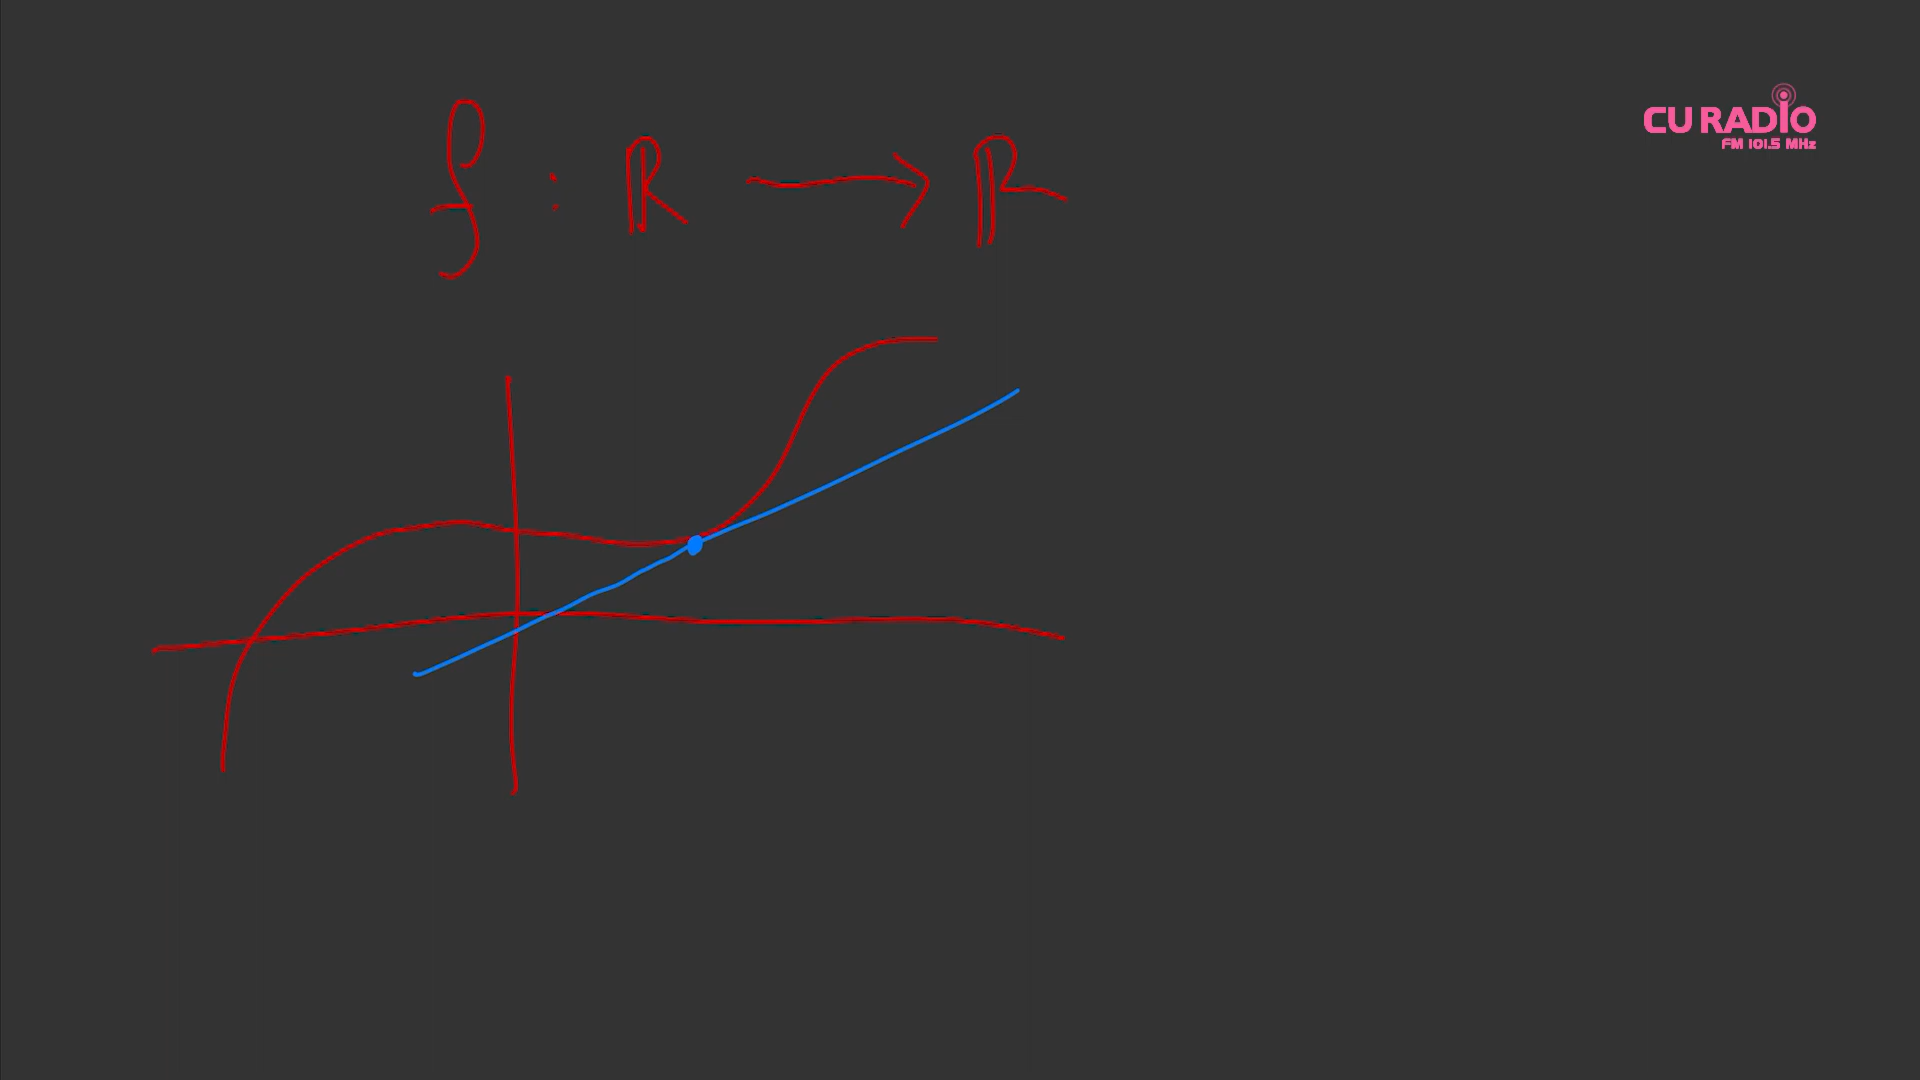 f : ℝ → ℝ
CU RADIO
FM 101.5 MHz